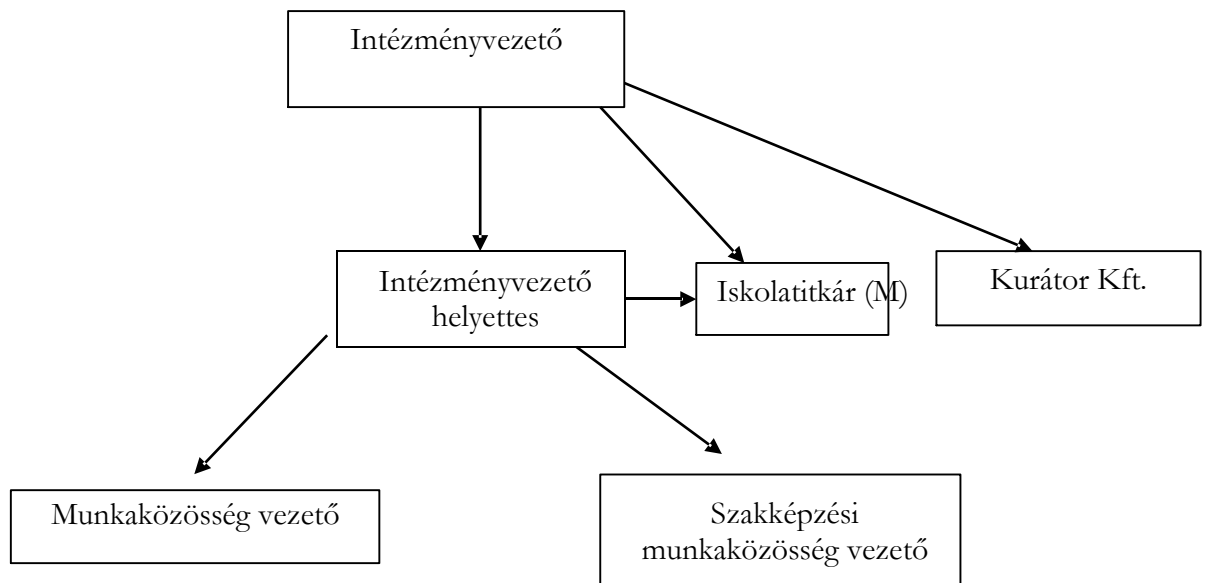 Intézményvezető
Intézményvezető
helyettes
Iskolatitkár (M)
Kurátor Kft.
Munkaközösség vezető
Szakképzési
munkaközösség vezető